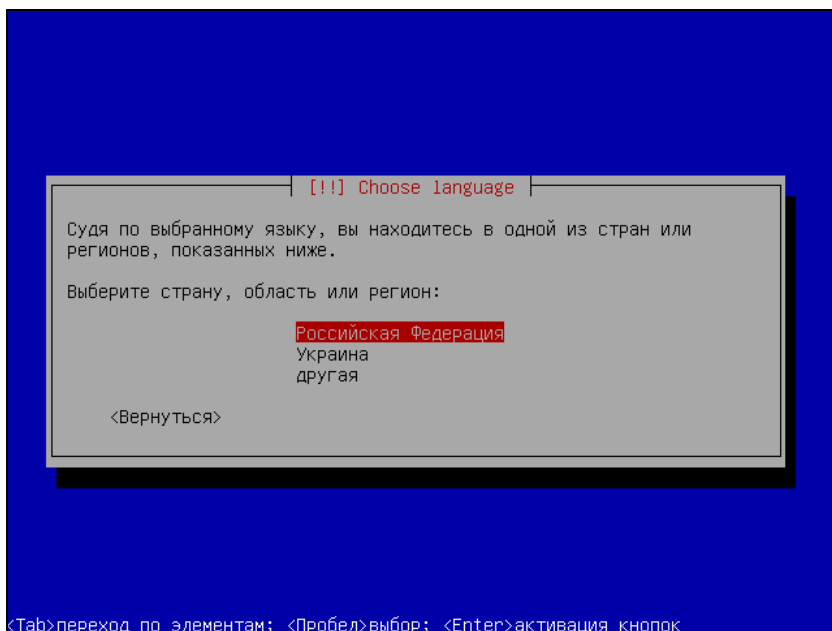 [!!] Choose language
Судя по выбранному языку, вы находитесь в одной из стран или
регионов, показанных ниже.
Выберите страну, область или регион:
Российская Федерация
Украина
другая
<Вернуться>
<Tab>переход по элементам; <Пробел>выбор; <Enter>активация кнопок